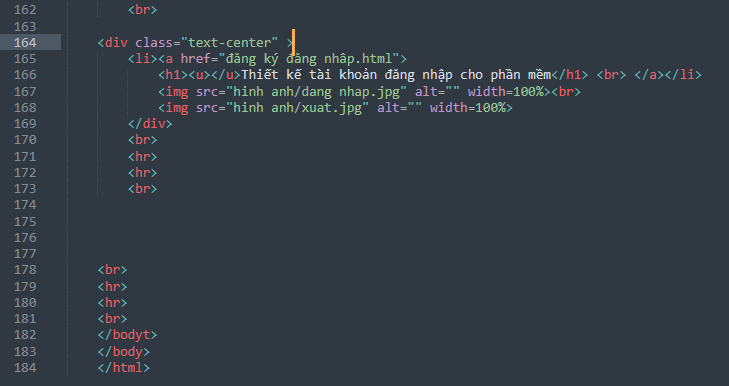 162 <br>
163
164 <div class="text-center" >
165 <li><a href="đăng ký đăng nhâp.html">
166 <h1><u></u>Thiết kế tài khoản đăng nhập cho phần mềm</h1> <br> </a></li>
167 <img src="hinh anh/dang nhap.jpg" alt="" width=100%><br>
168 <img src="hinh anh/xuat.jpg" alt="" width=100%>
169 </div>
170 <br>
171 <hr>
172 <hr>
173 <br>
174
175
176
177
178 <br>
179 <hr>
180 <hr>
181 <br>
182 </bodyt>
183 </body>
184 </html>